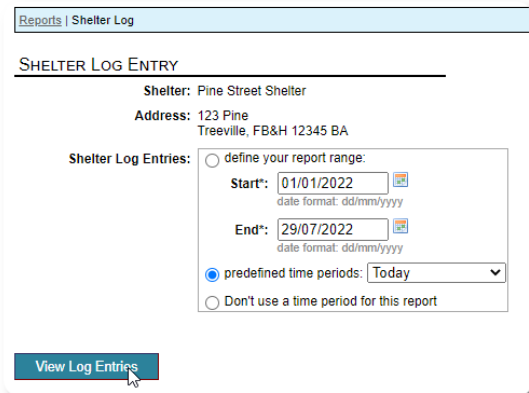 Reports | Shelter Log
SHELTER LOG ENTRY
Shelter: Pine Street Shelter
Address: 123 Pine
Treeville, FB&H 12345 BA
Shelter Log Entries: define your report range:
Start*: 01/01/2022
date format: dd/mm/yyyy
End*: 29/07/2022
date format: dd/mm/yyyy
predefined time periods: Today
Don't use a time period for this report
View Log Entries